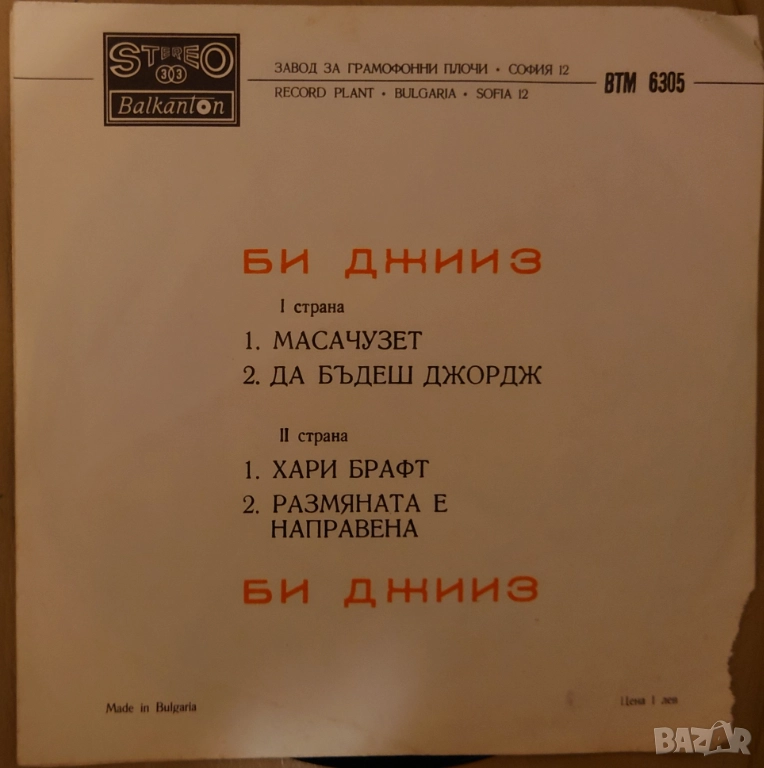 STEREO
33
Balkanton
ЗАВОД ЗА ГРАМОФОННИ ПЛОЧИ • СОФИЯ 12
RECORD PLANT • BULGARIA • SOFIA 12
ВТМ 6305
БИ ДЖИИЗ
I страна
1. МАСАЧУЗЕТ
2. ДА БЪДЕШ ДЖОРДЖ
II страна
1. ХАРИ БРАФТ
2. РАЗМЯНАТА Е
НАПРАВЕНА
БИ ДЖИИЗ
Made in Bulgaria
Цена 1 лев
BAZAR